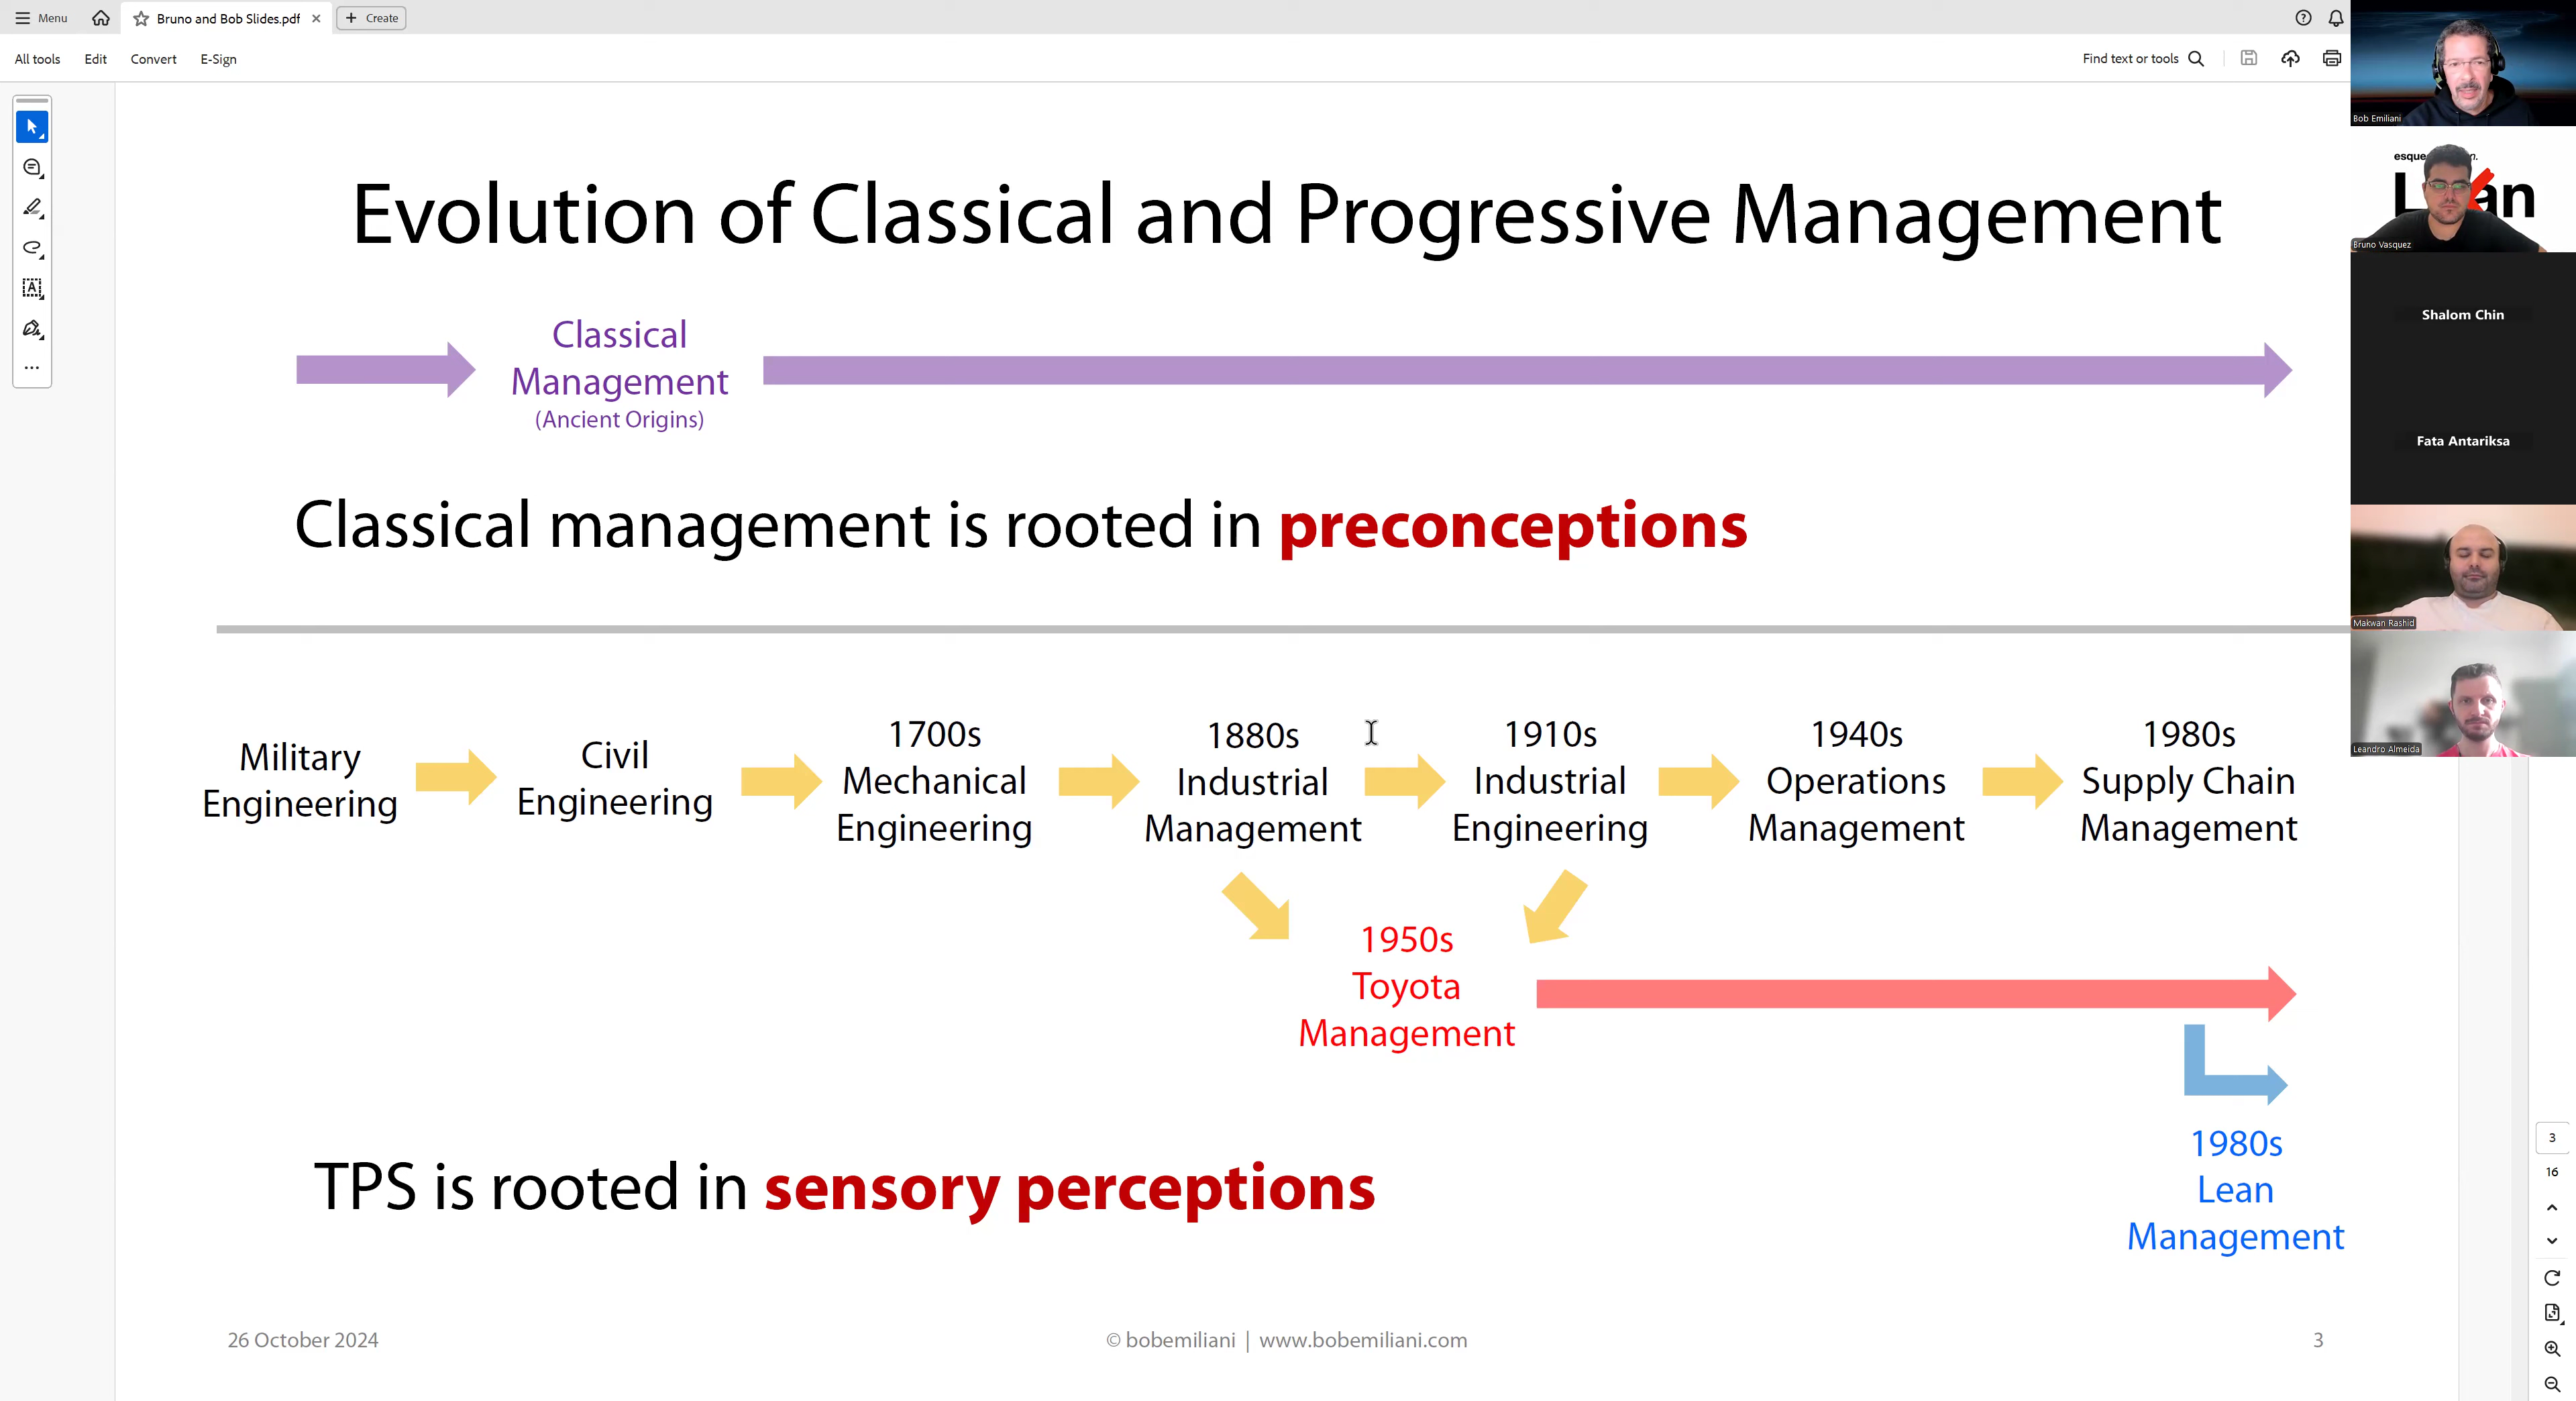 Menu
Bruno and Bob Slides.pdf
Create
All tools
Edit
Convert
E-Sign
Find text or tools
Evolution of Classical and Progressive Management
Classical
Management
(Ancient Origins)
Classical management is rooted in preconceptions
Military
Engineering
Civil
Engineering
1700s
Mechanical
Engineering
1880s
Industrial
Management
1910s
Industrial
Engineering
1940s
Operations
Management
1980s
Supply Chain
Management
1950s
Toyota
Management
1980s
Lean
Management
TPS is rooted in sensory perceptions
26 October 2024
© bobemiliani | www.bobemiliani.com
3
Bob Emiliani
Bruno Vasquez
Shalom Chin
Fata Antariksa
Makwan Rashid
Leandro Almeida
3
16